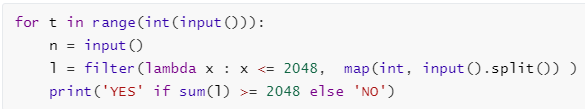 for t in range(int(input())):
    n = input()
    l = filter(lambda x : x <= 2048,  map(int, input().split()) )
    print('YES' if sum(l) >= 2048 else 'NO')